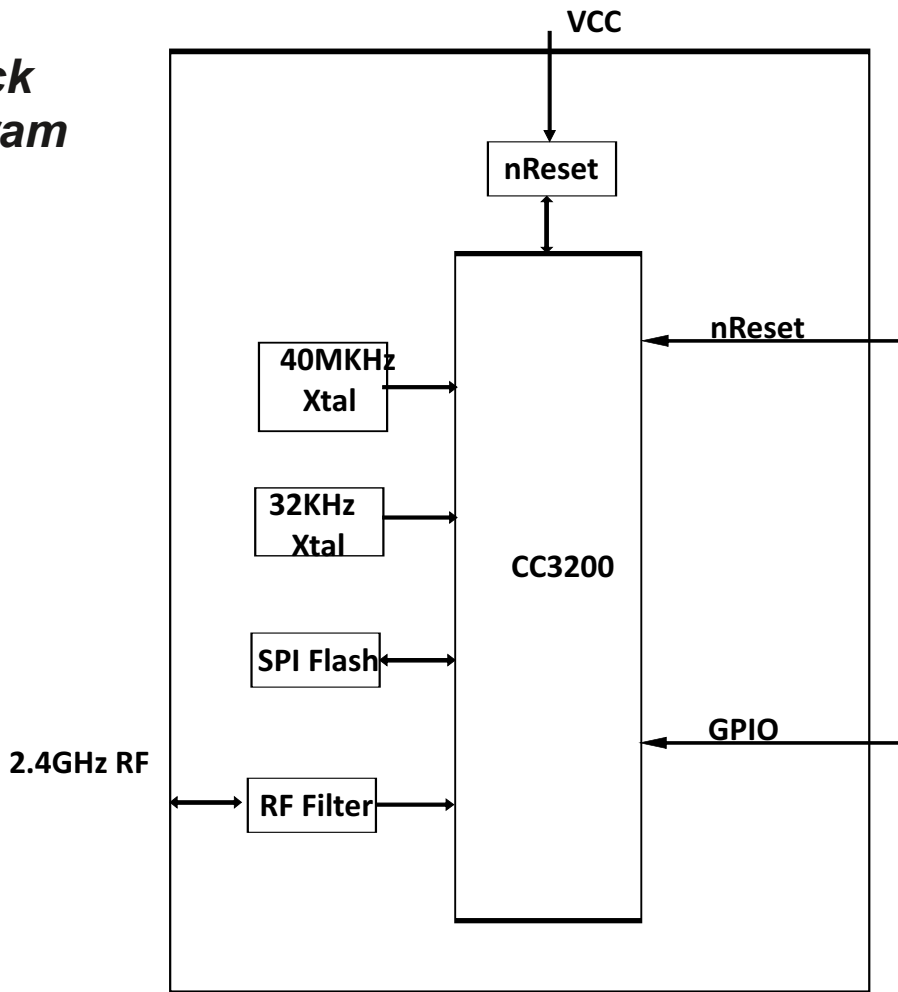 ck
am
VCC
nReset
nReset
40MKHz
Xtal
32KHz
Xtal
CC3200
SPI Flash
GPIO
2.4GHz RF
RF Filter